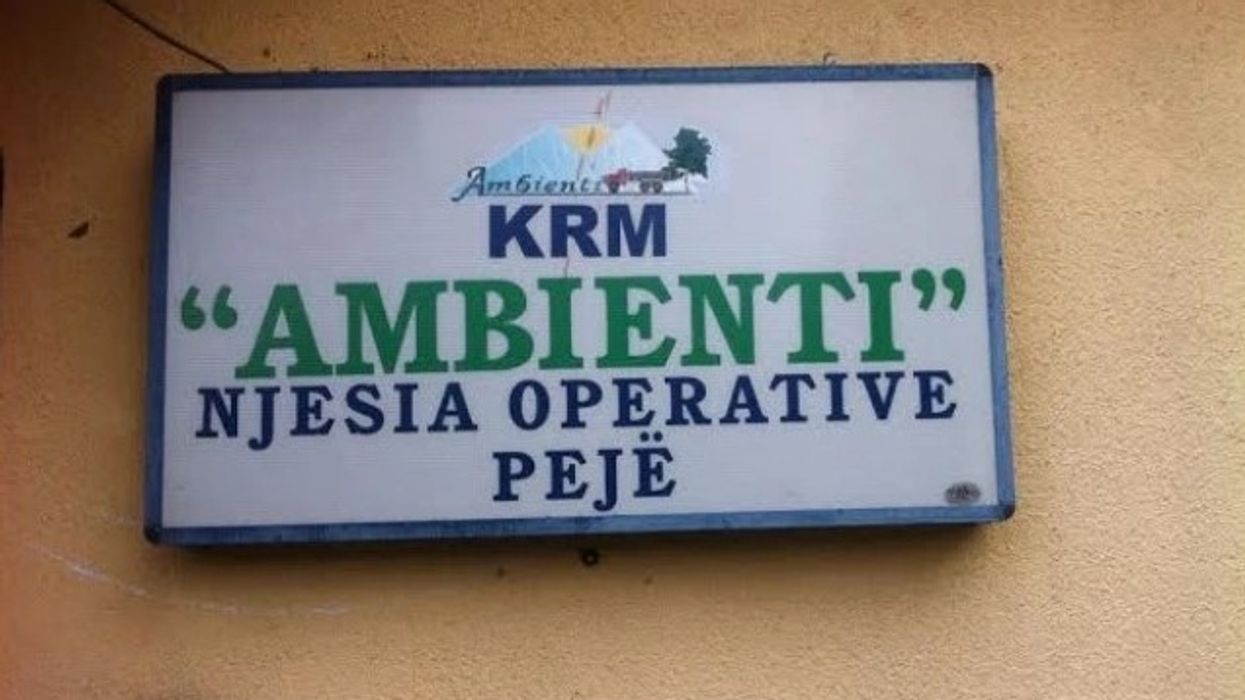 Ambienti
KRM
“AMBIENTI”
NJESIA OPERATIVE
PEJË